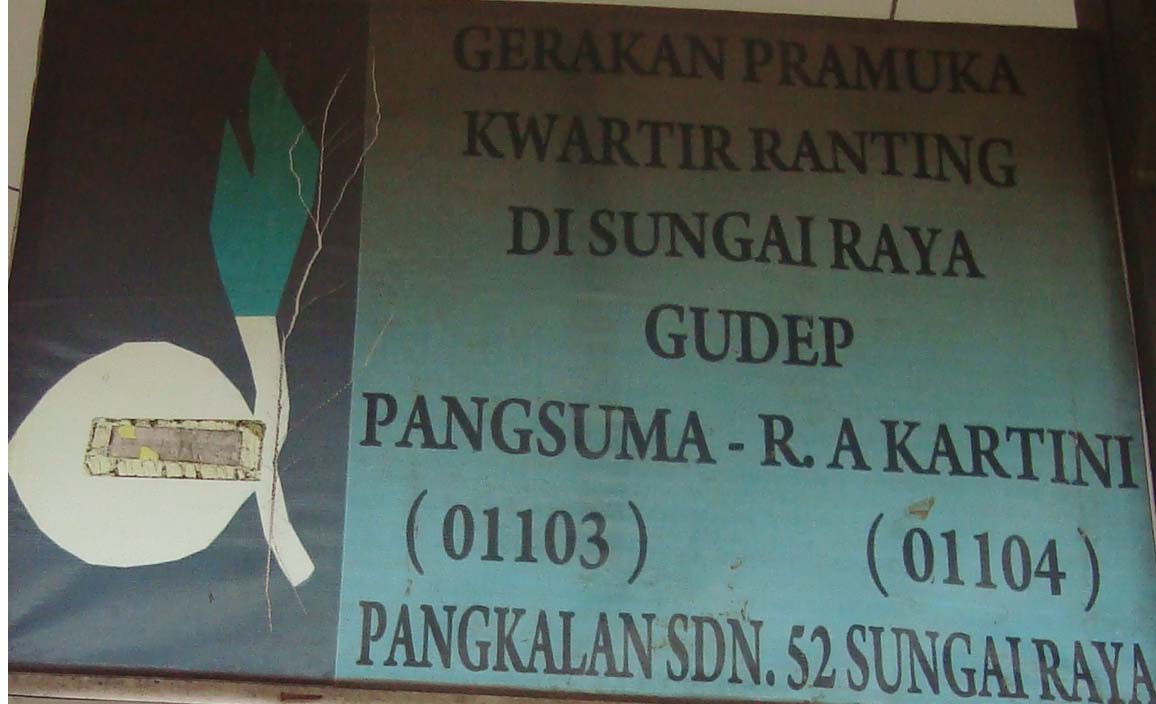 GERAKAN PRAMUKA
KWARTIR RANTING
DI SUNGAI RAYA
GUDEP
PANGSUMA - R. A KARTINI
( 01103 ) ( 01104 )
PANGKALAN SDN. 52 SUNGAI RAYA